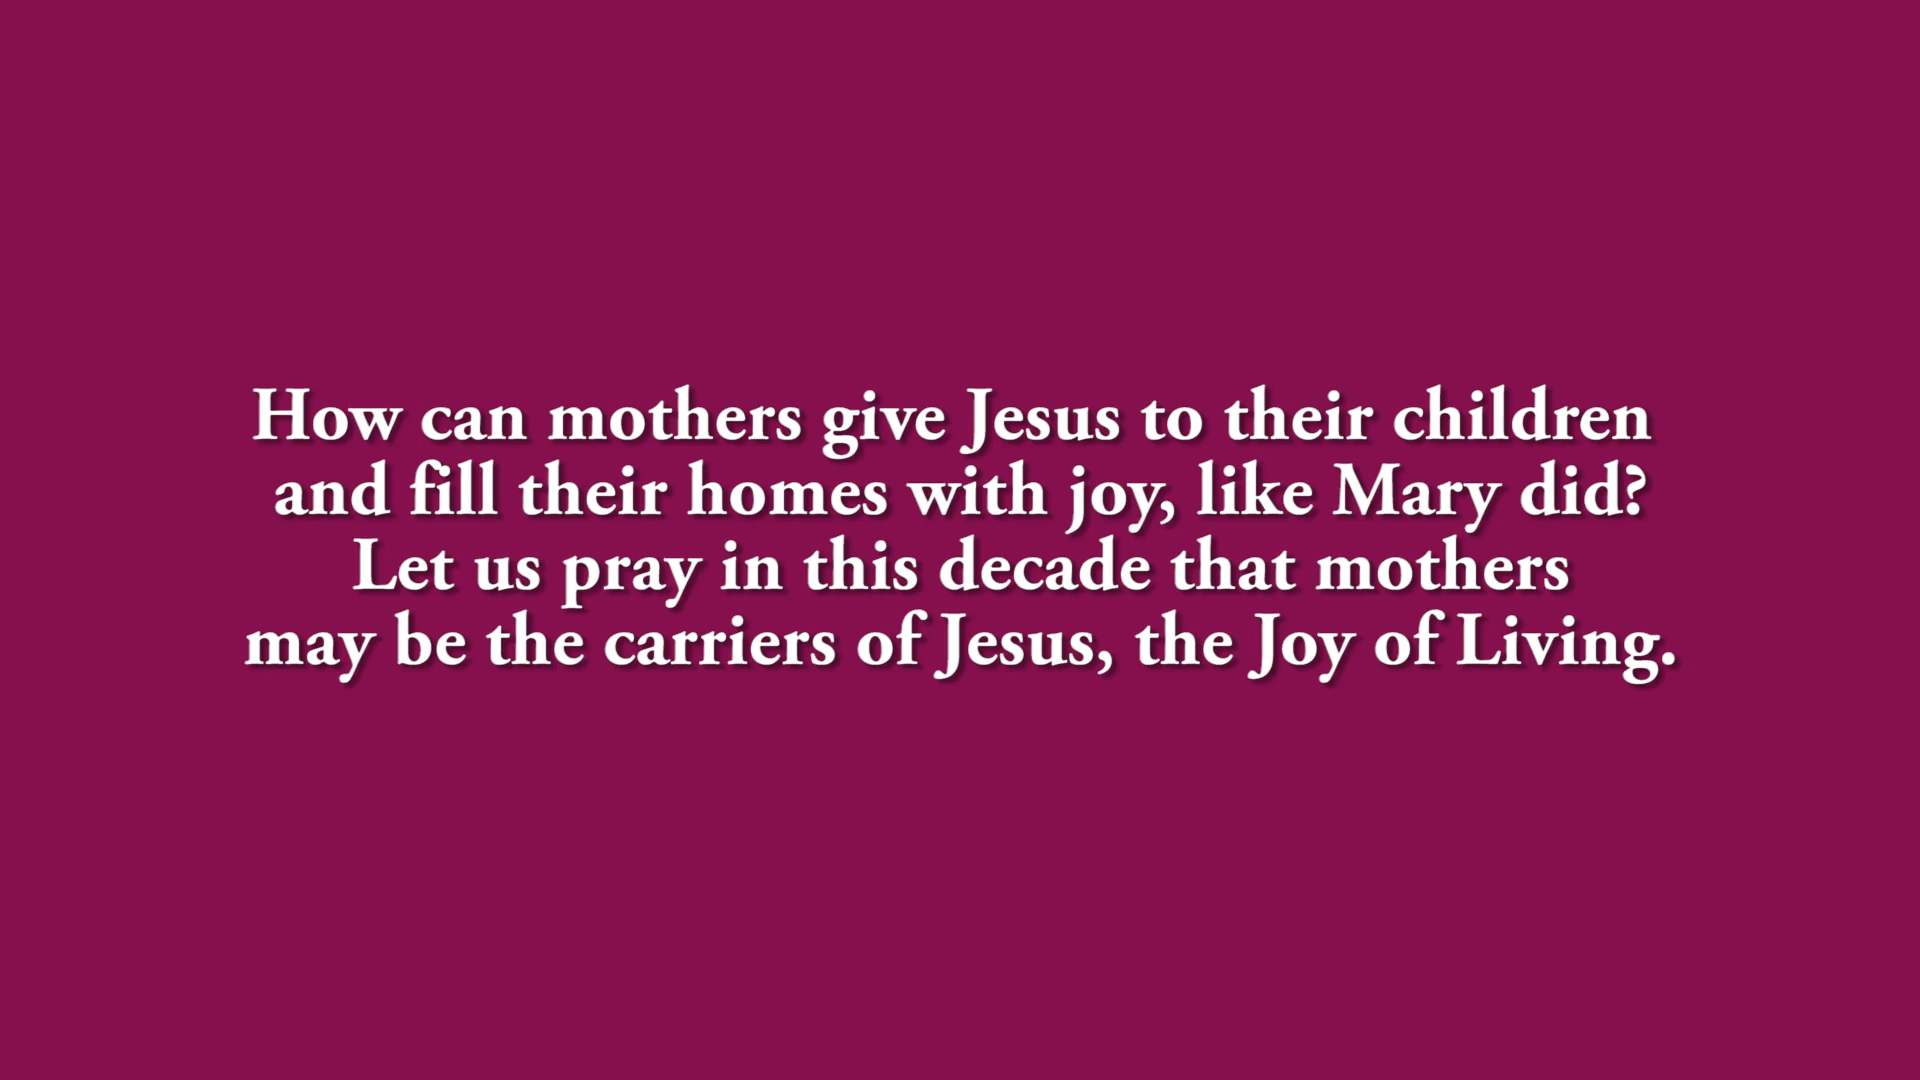 How can mothers give Jesus to their children
and fill their homes with joy, like Mary did?
Let us pray in this decade that mothers
may be the carriers of Jesus, the Joy of Living.